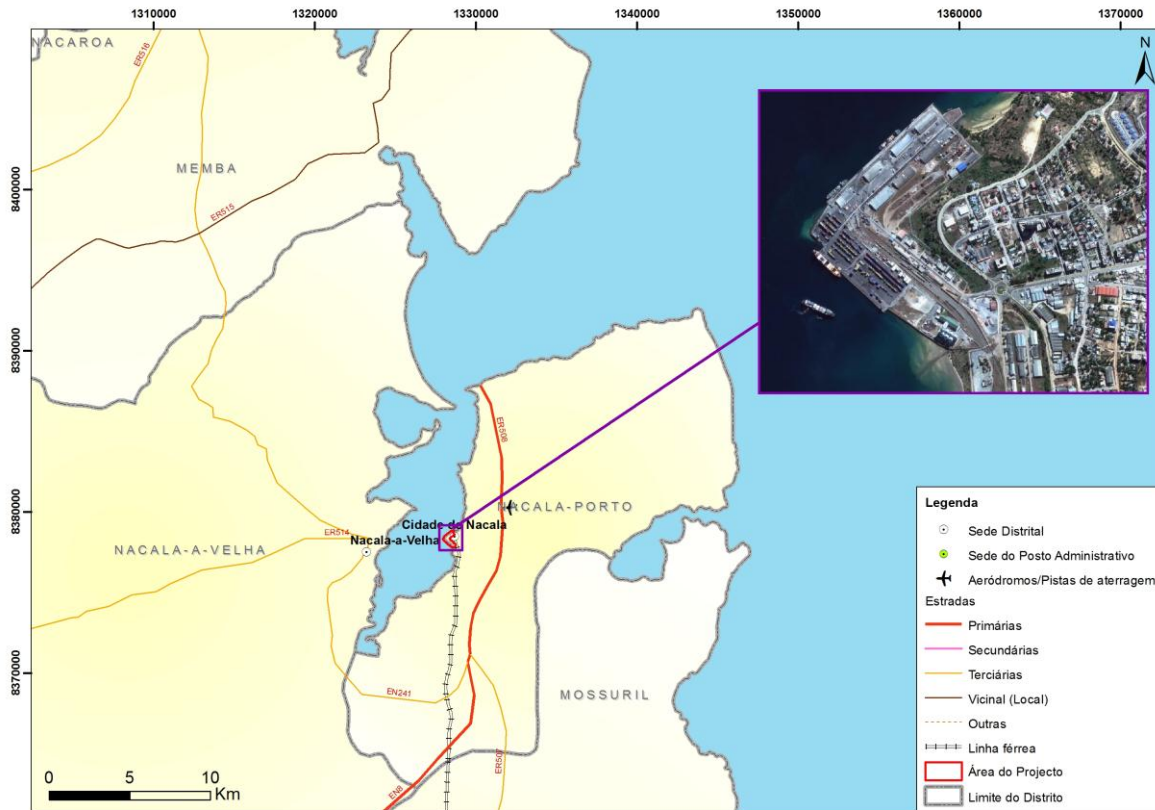 1310000 1320000 1330000 1340000 1350000 1360000 1370000
N
NACAROA
ER516
MEMBA
8400000
ER515
8390000
ER508
8380000
NACALA-PORTO
Cidade de Nacala
ER514
Nacala-a-Velha
NACALA-A-VELHA
8370000
EN241
MOSSURIL
ER507
EN8
0 5 10
Km
Legenda
Sede Distrital
Sede do Posto Administrativo
Aeródromos/Pistas de aterragem
Estradas
Primárias
Secundárias
Terciárias
Vicinal (Local)
Outras
Linha férrea
Área do Projecto
Limite do Distrito